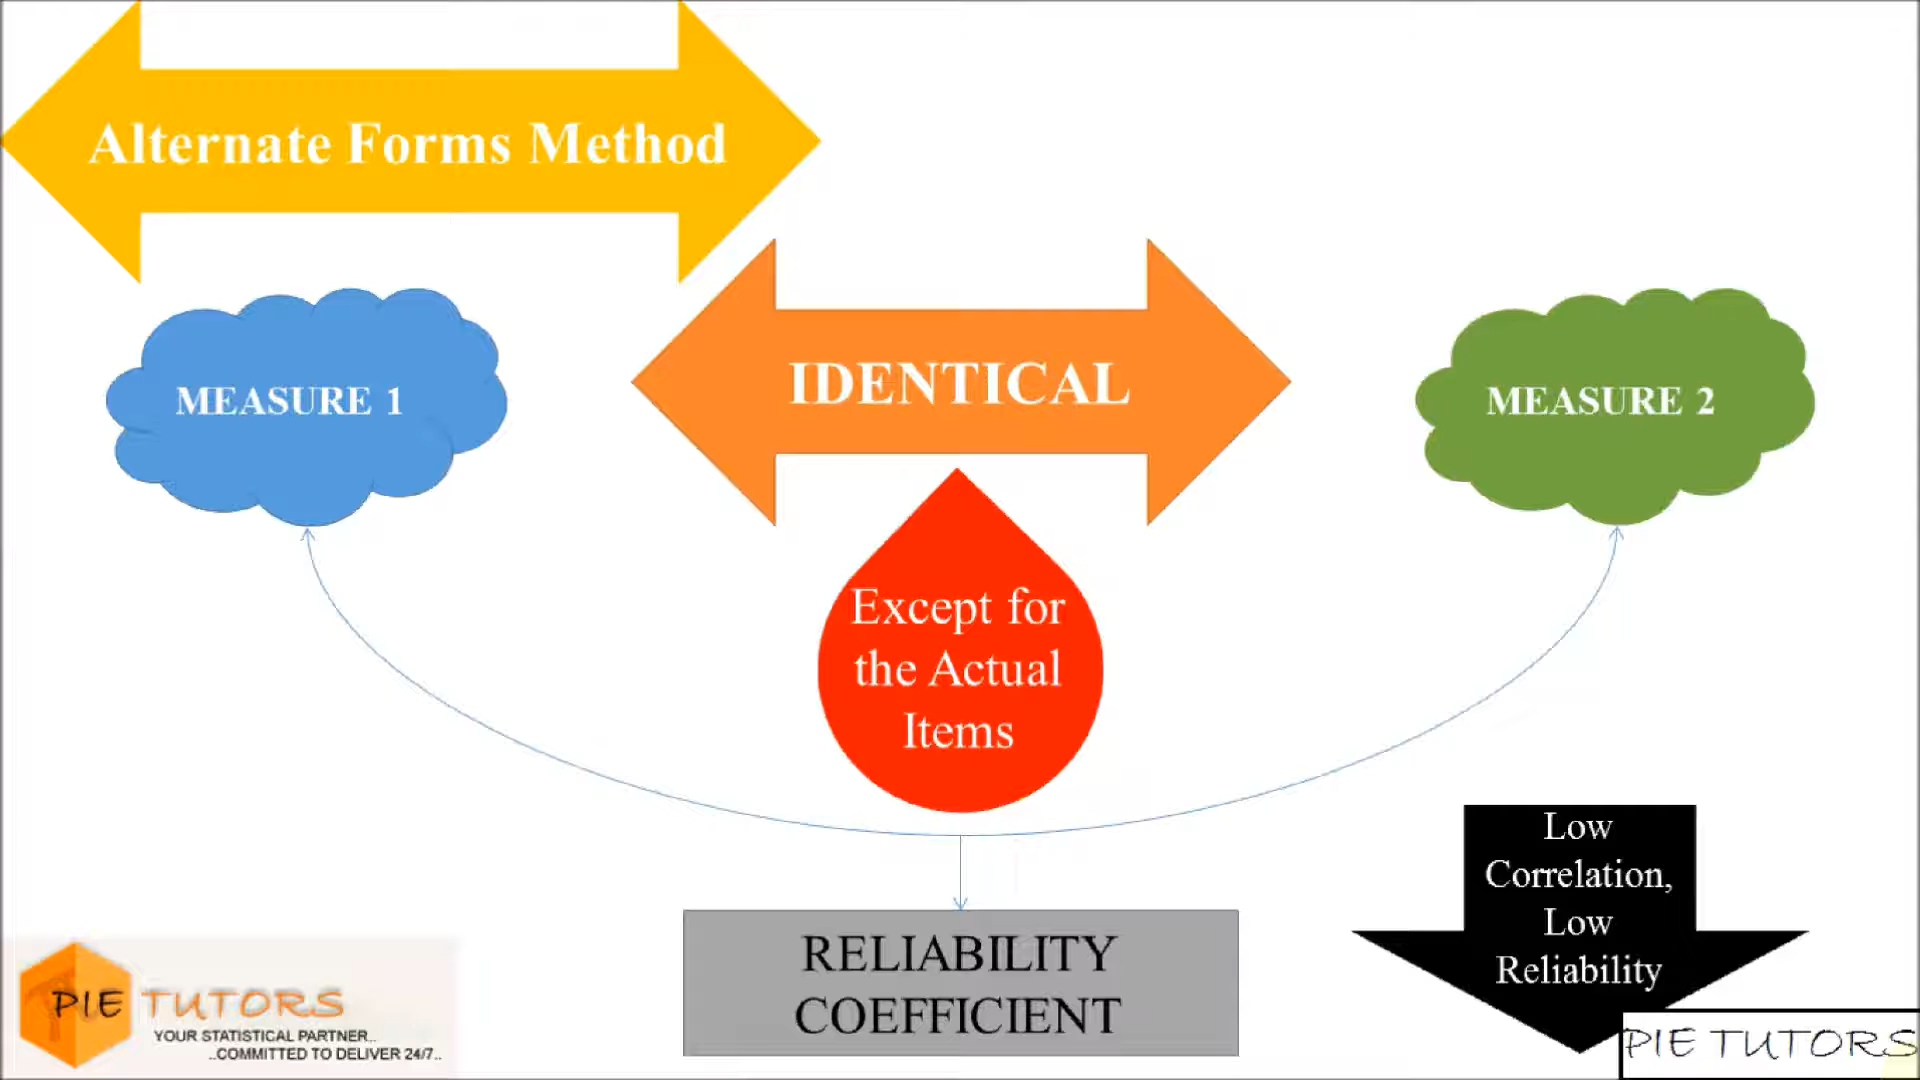 Alternate Forms Method
MEASURE 1
IDENTICAL
MEASURE 2
Except for
the Actual
Items
Low
Correlation,
Low
Reliability
RELIABILITY
COEFFICIENT
PIE TUTORS
YOUR STATISTICAL PARTNER..
..COMMITTED TO DELIVER 24/7..
PIE TUTORS